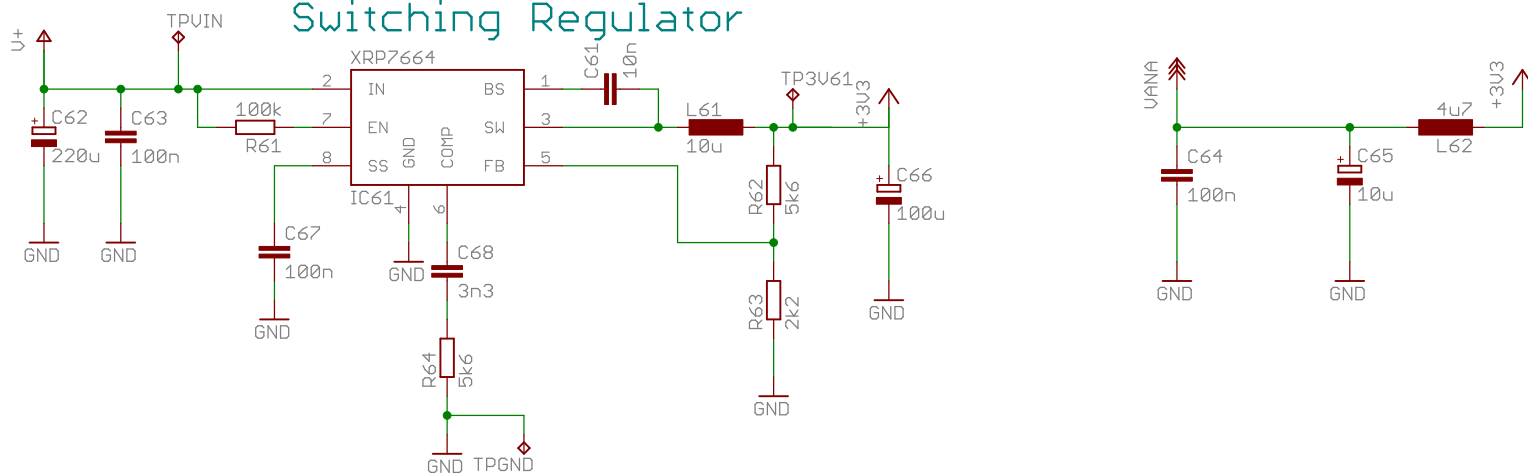 Switching Regulator
V+
TPVIN
XRP7664
2
IN
7
EN
8
SS
GND
COMP
BS
1
SW
3
FB
5
IC61
4
6
C62
220u
GND
C63
100n
GND
100k
R61
C67
100n
GND
GND
C68
3n3
R64
5k6
GND
TPGND
C61
10n
L61
10u
TP3V61
+3V3
R62
5k6
R63
2k2
GND
C66
100u
GND
VANA
C64
100n
GND
C65
10u
GND
4u7
L62
+3V3